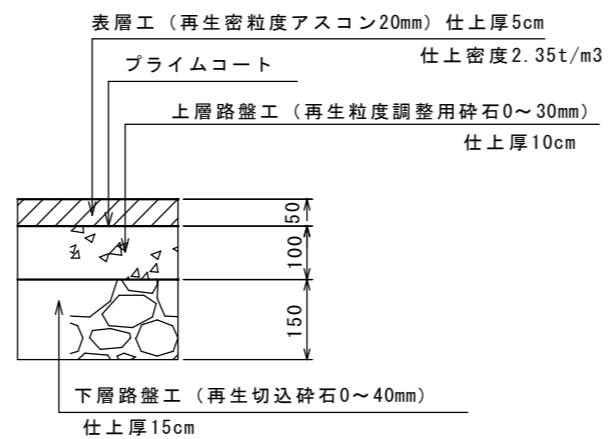 表層工（再生密粒度アスコン20mm）仕上厚5cm
仕上密度2.35t/m3
プライムコート
上層路盤工（再生粒度調整用砕石0～30mm）
仕上厚10cm
50
100
150
下層路盤工（再生切込砕石0～40mm）
仕上厚15cm